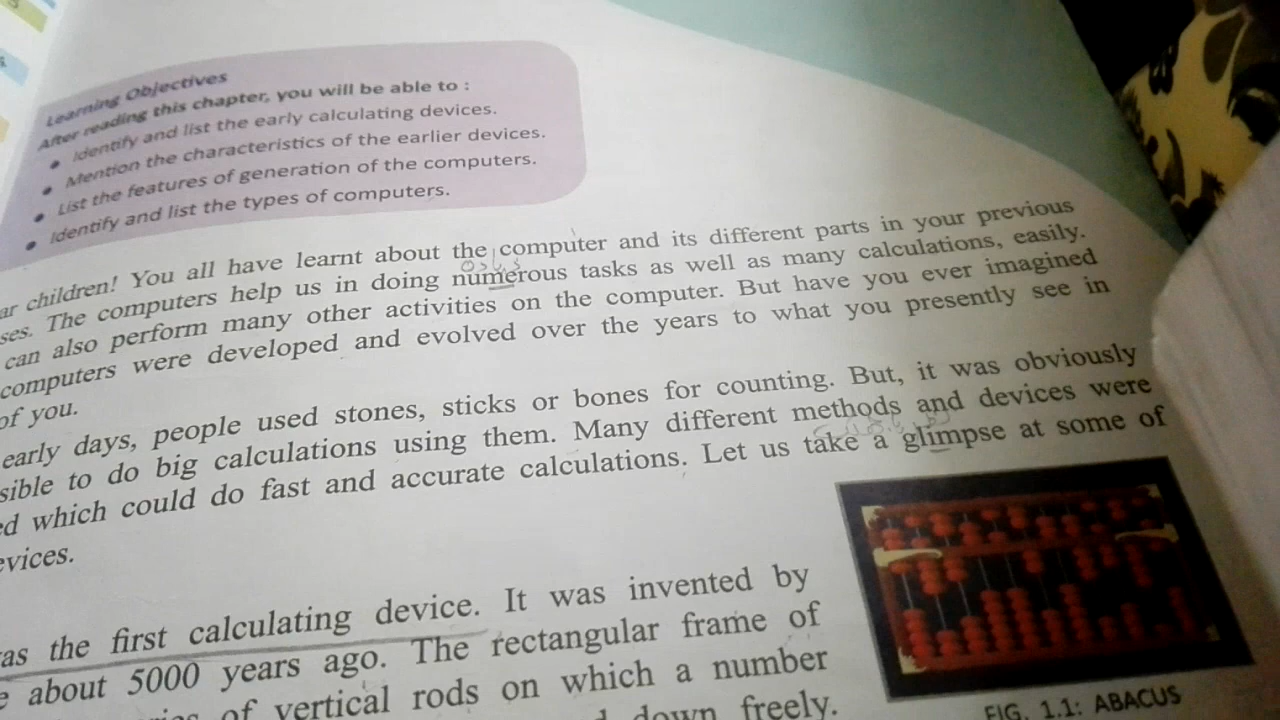 Learning Objectives
After reading this chapter, you will be able to :
• Identify and list the early calculating devices.
• Mention the characteristics of the earlier devices.
• List the features of generation of the computers.
• Identify and list the types of computers.
ar children! You all have learnt about the computer and its different parts in your previous
ses. The computers help us in doing numerous tasks as well as many calculations, easily.
can also perform many other activities on the computer. But have you ever imagined
computers were developed and evolved over the years to what you presently see in
of you.
early days, people used stones, sticks or bones for counting. But, it was obviously
sible to do big calculations using them. Many different methods and devices were
ed which could do fast and accurate calculations. Let us take a glimpse at some of
evices.
as the first calculating device. It was invented by
e about 5000 years ago. The rectangular frame of
of vertical rods on which a number
down freely.
FIG. 1.1: ABACUS